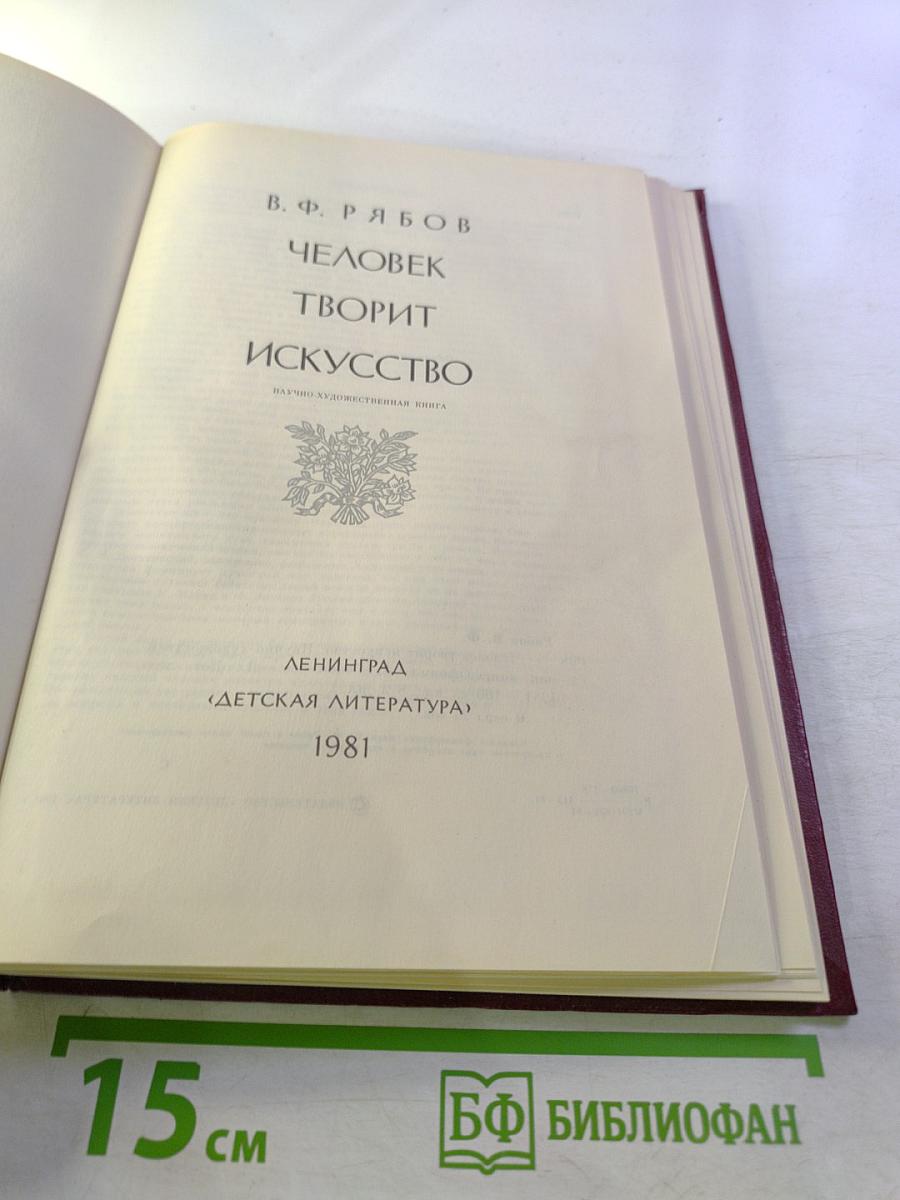 В. Ф. РЯБОВ
ЧЕЛОВЕК
ТВОРИТ
ИСКУССТВО
НАУЧНО-ХУДОЖЕСТВЕННАЯ КНИГА
ЛЕНИНГРАД
«ДЕТСКАЯ ЛИТЕРАТУРА»
1981
15 см
БФ БИБЛИОФАН